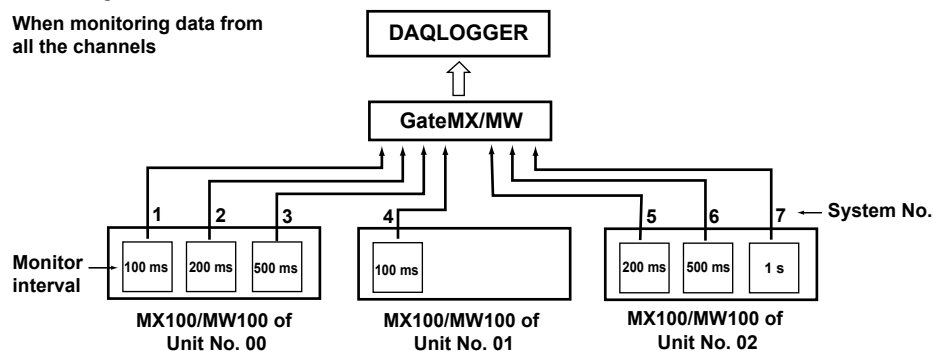 When monitoring data from
all the channels
DAQLOGGER
GateMX/MW
1 2 3 4 5 6 7
System No.
Monitor
interval
100 ms 200 ms 500 ms 100 ms 200 ms 500 ms 1 s
MX100/MW100 of
Unit No. 00
MX100/MW100 of
Unit No. 01
MX100/MW100 of
Unit No. 02